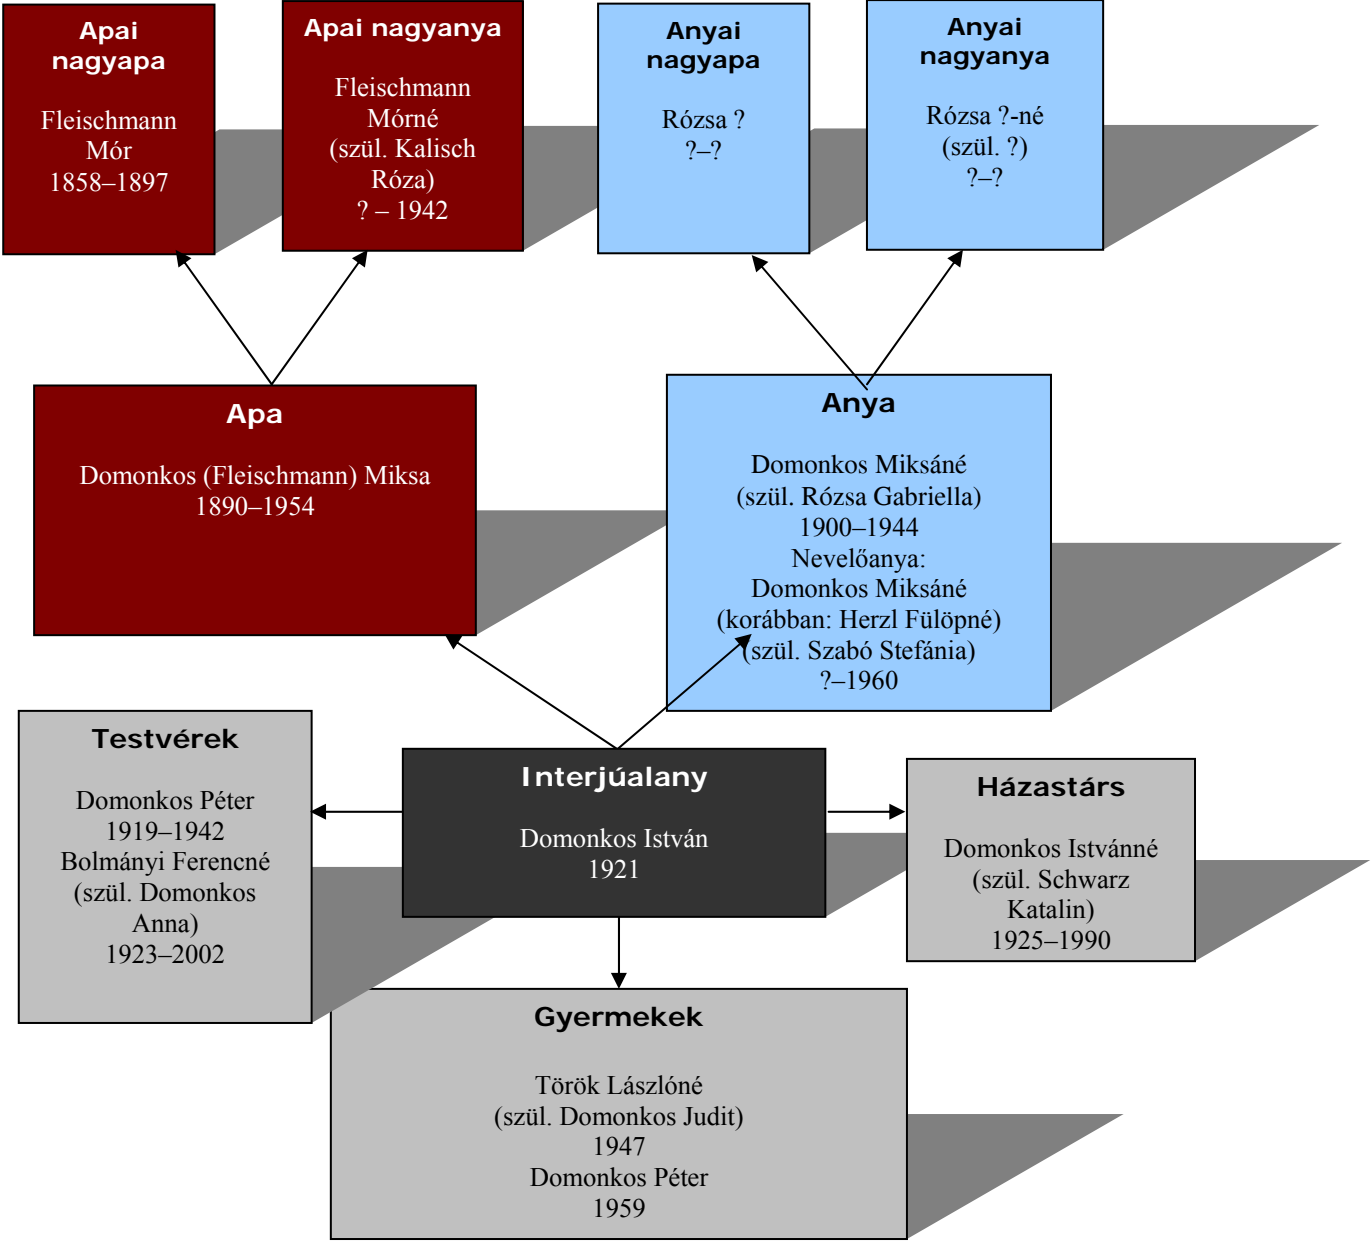 Apai
nagyapa
Fleischmann
Mór
1858–1897
Apai nagyanya
Fleischmann
Mórné
(szül. Kalisch
Róza)
? – 1942
Anyai
nagyapa
Rózsa ?
?–?
Anyai
nagyanya
Rózsa ?-né
(szül. ?)
?–?
Apa
Domonkos (Fleischmann) Miksa
1890–1954
Anya
Domonkos Miksáné
(szül. Rózsa Gabriella)
1900–1944
Nevelőanya:
Domonkos Miksáné
(korábban: Herzl Fülöpné)
(szül. Szabó Stefánia)
?–1960
Testvérek
Domonkos Péter
1919–1942
Bolmányi Ferencné
(szül. Domonkos
Anna)
1923–2002
Interjúalany
Domonkos István
1921
Házastárs
Domonkos Istvánné
(szül. Schwarz
Katalin)
1925–1990
Gyermekek
Török Lászlóné
(szül. Domonkos Judit)
1947
Domonkos Péter
1959